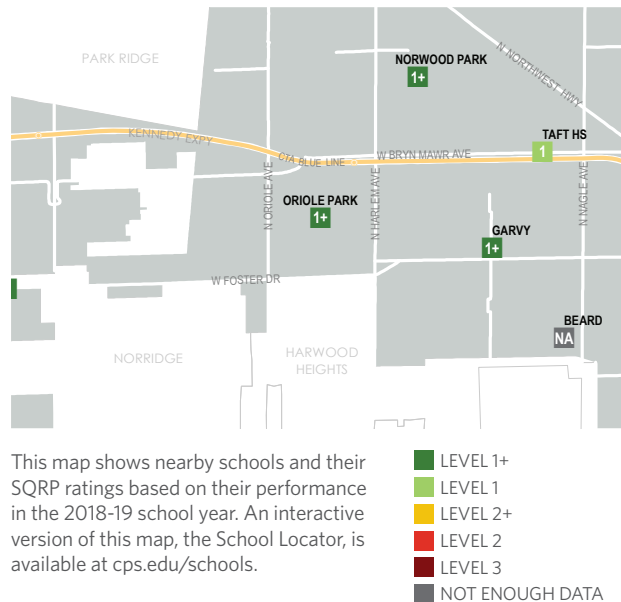 PARK RIDGE
NORWOOD PARK
1+
N NORTHWEST HWY
TAFT HS
1
KENNEDY EXPY
CTA BLUE LINE
W BRYN MAWR AVE
N ORIOLE AVE
ORIOLE PARK
1+
N HARLEM AVE
GARVY
1+
N NAGLE AVE
W FOSTER DR
BEARD
NA
NORRIDGE
HARWOOD
HEIGHTS
This map shows nearby schools and their
SQRP ratings based on their performance
in the 2018-19 school year. An interactive
version of this map, the School Locator, is
available at cps.edu/schools.
LEVEL 1+
LEVEL 1
LEVEL 2+
LEVEL 2
LEVEL 3
NOT ENOUGH DATA